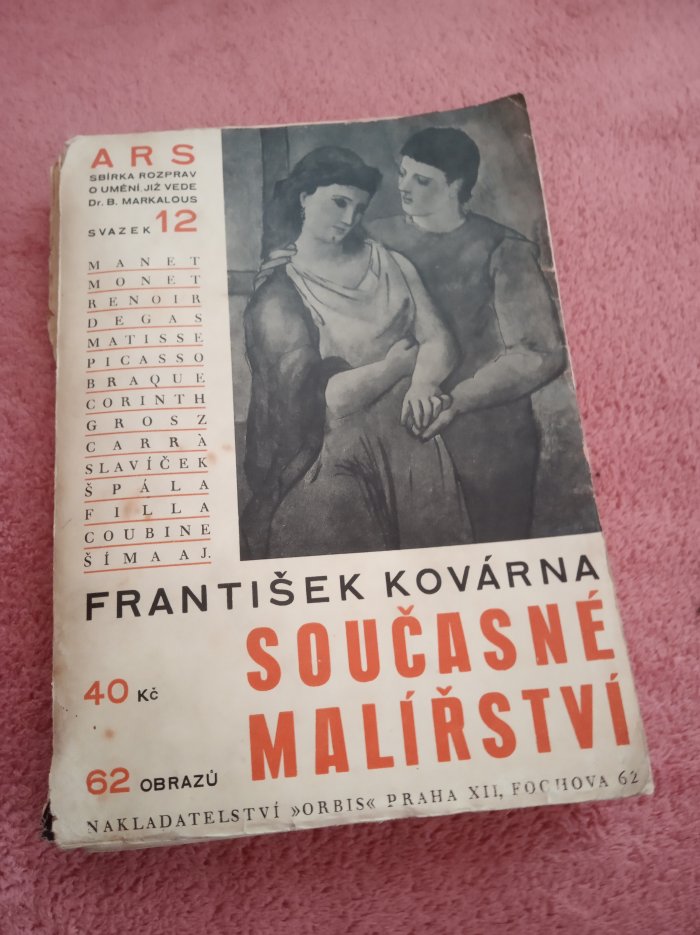 ARS
SBÍRKA ROZPRAV
O UMĚNÍ JIŽ VEDE
Dr. B. MARKALOUS
SVAZEK 12
MANET
MONET
RENOIR
DEGAS
MATISSE
PICASSO
BRAQUE
CORINTH
GROSZ
CARRÀ
SLAVÍČEK
ŠPÁLA
FILLA
COUBINE
ŠÍMA A J.
FRANTIŠEK KOVÁRNA
SOUČASNÉ
MALÍŘSTVÍ
40 Kč
62 OBRAZŮ
NAKLADATELSTVÍ »ORBIS« PRAHA XII, FOCHOVA 62